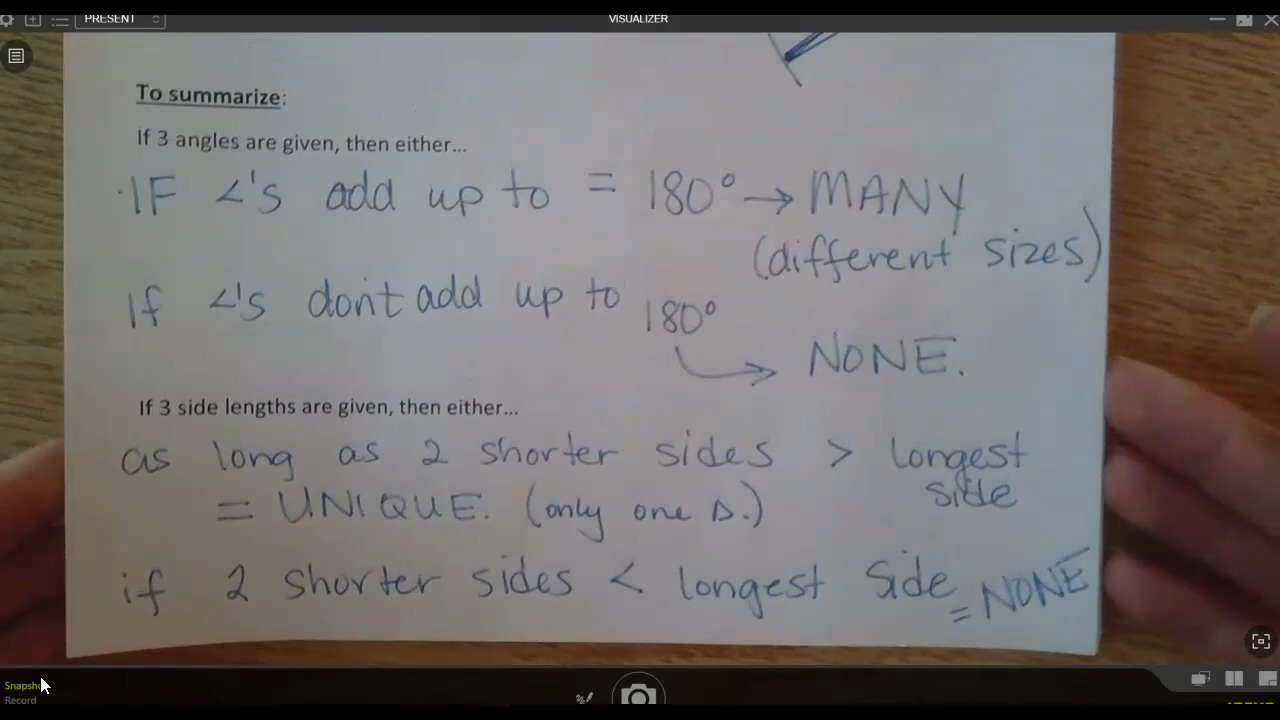 PRESENT
VISUALIZER
To summarize:
If 3 angles are given, then either...
IF ∠'s add up to = 180° → MANY
(different sizes)
If ∠'s don't add up to 180°
→ NONE.
If 3 side lengths are given, then either...
as long as 2 shorter sides > longest side
= UNIQUE. (only one Δ.)
if 2 shorter sides < longest side = NONE
Record